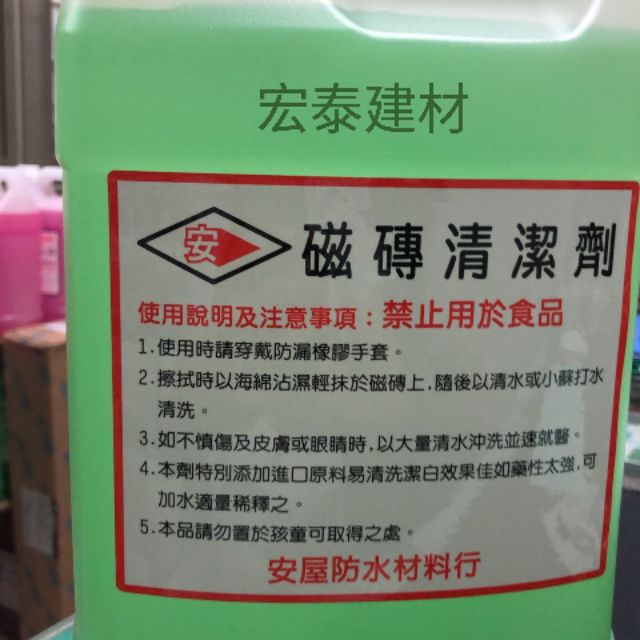 宏泰建材
安 磁磚清潔劑
使用說明及注意事項：禁止用於食品
1.使用時請穿戴防漏橡膠手套。
2.擦拭時以海綿沾濕輕抹於磁磚上,隨後以清水或小蘇打水
清洗。
3.如不慎傷及皮膚或眼睛時,以大量清水沖洗並速就醫。
4.本劑特別添加進口原料易清洗潔白效果佳如藥性太強,可
加水適量稀釋之。
5.本品請勿置於孩童可取得之處。
安屋防水材料行